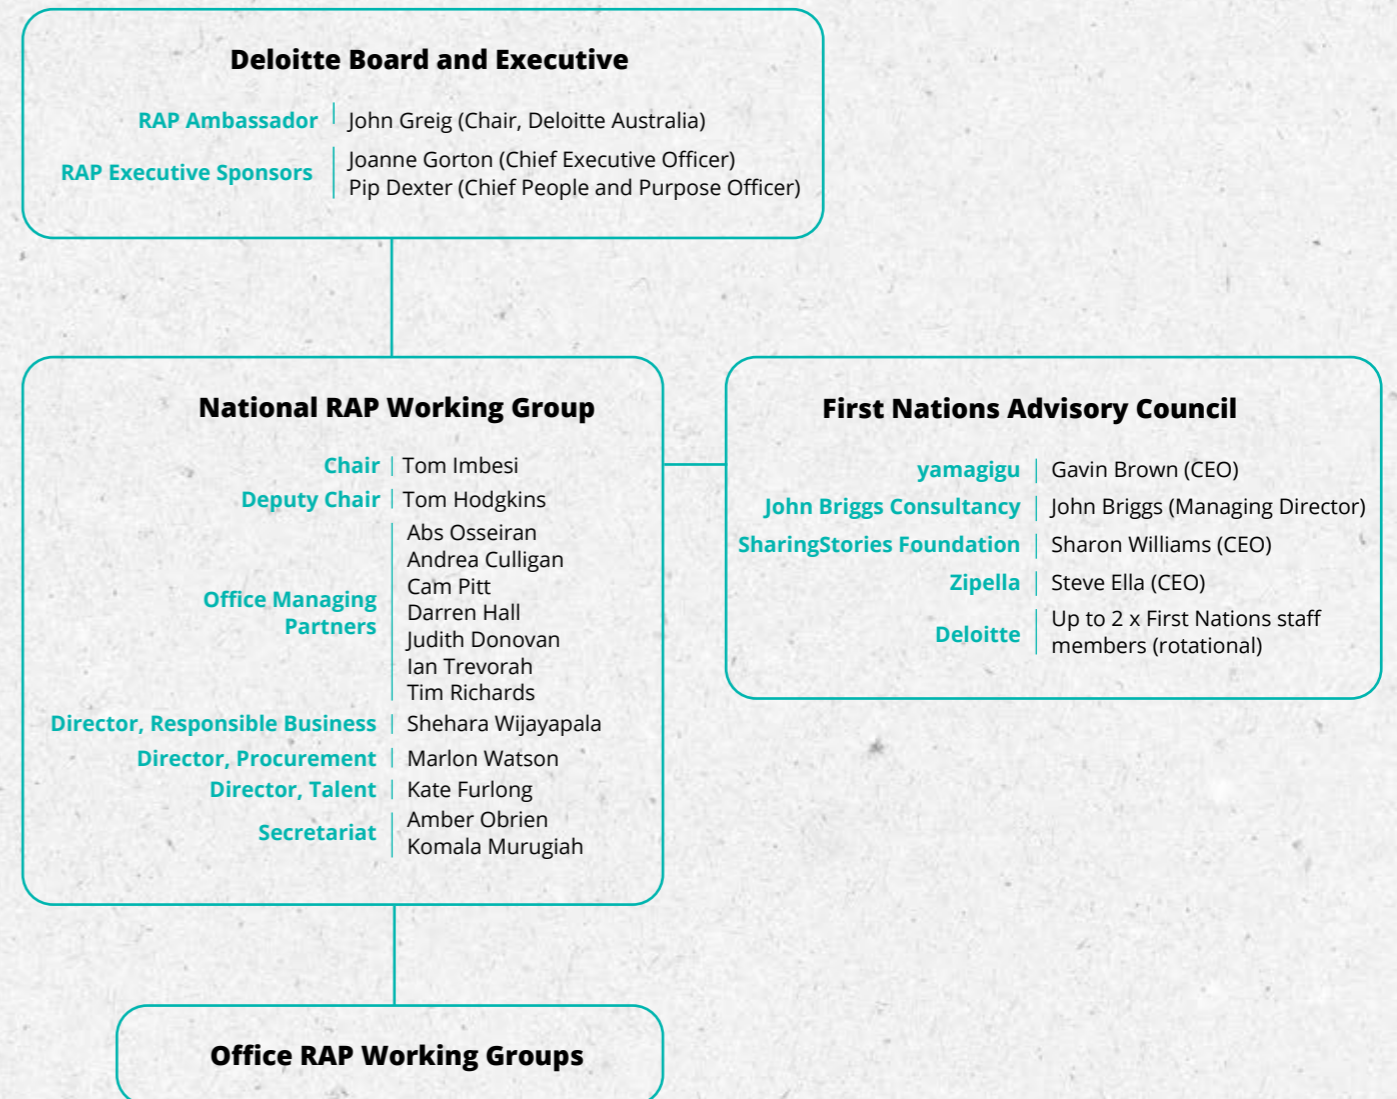 Deloitte Board and Executive
RAP Ambassador John Greig (Chair, Deloitte Australia)
RAP Executive Sponsors
Joanne Gorton (Chief Executive Officer)
Pip Dexter (Chief People and Purpose Officer)
National RAP Working Group
Chair Tom Imbesi
Deputy Chair Tom Hodgkins
Office Managing
Partners
Abs Osseiran
Andrea Culligan
Cam Pitt
Darren Hall
Judith Donovan
Ian Trevorah
Tim Richards
Director, Responsible Business Shehara Wijayapala
Director, Procurement Marlon Watson
Director, Talent Kate Furlong
Secretariat
Amber Obrien
Komala Murugiah
First Nations Advisory Council
yamagigu Gavin Brown (CEO)
John Briggs Consultancy John Briggs (Managing Director)
SharingStories Foundation Sharon Williams (CEO)
Zipella Steve Ella (CEO)
Deloitte
Up to 2 x First Nations staff
members (rotational)
Office RAP Working Groups